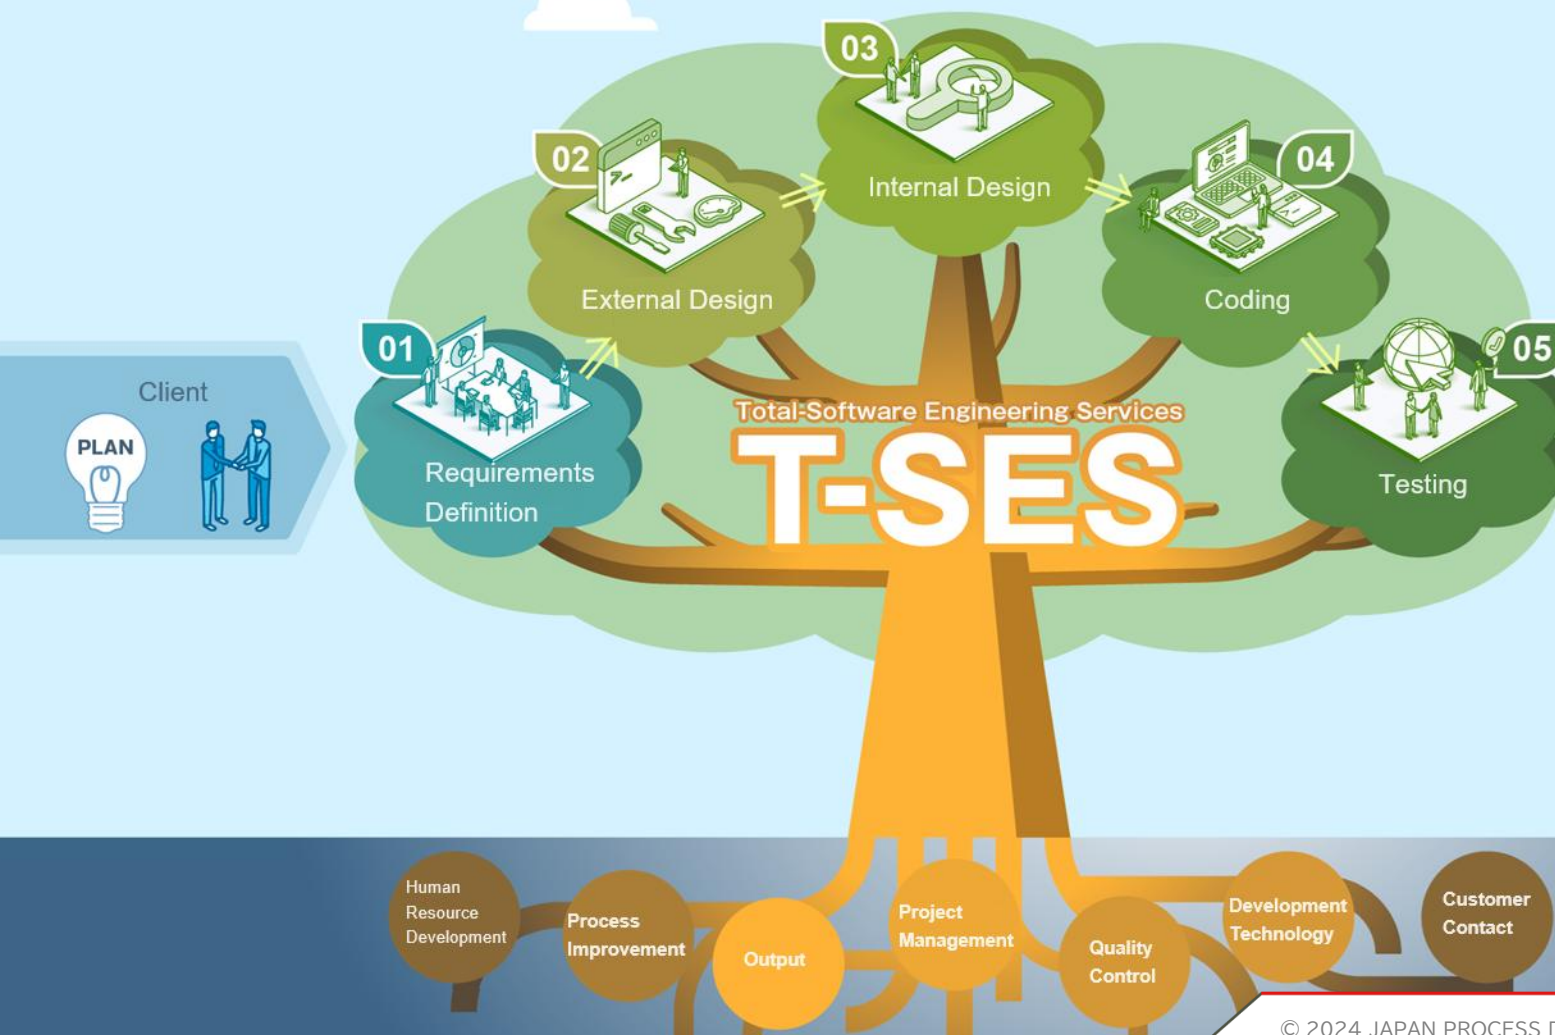 Client
PLAN
01
Requirements
Definition
02
External Design
03
Internal Design
04
Coding
05
Testing
Total-Software Engineering Services
T-SES
Human
Resource
Development
Process
Improvement
Output
Project
Management
Quality
Control
Development
Technology
Customer
Contact
© 2024 JAPAN PROCESS